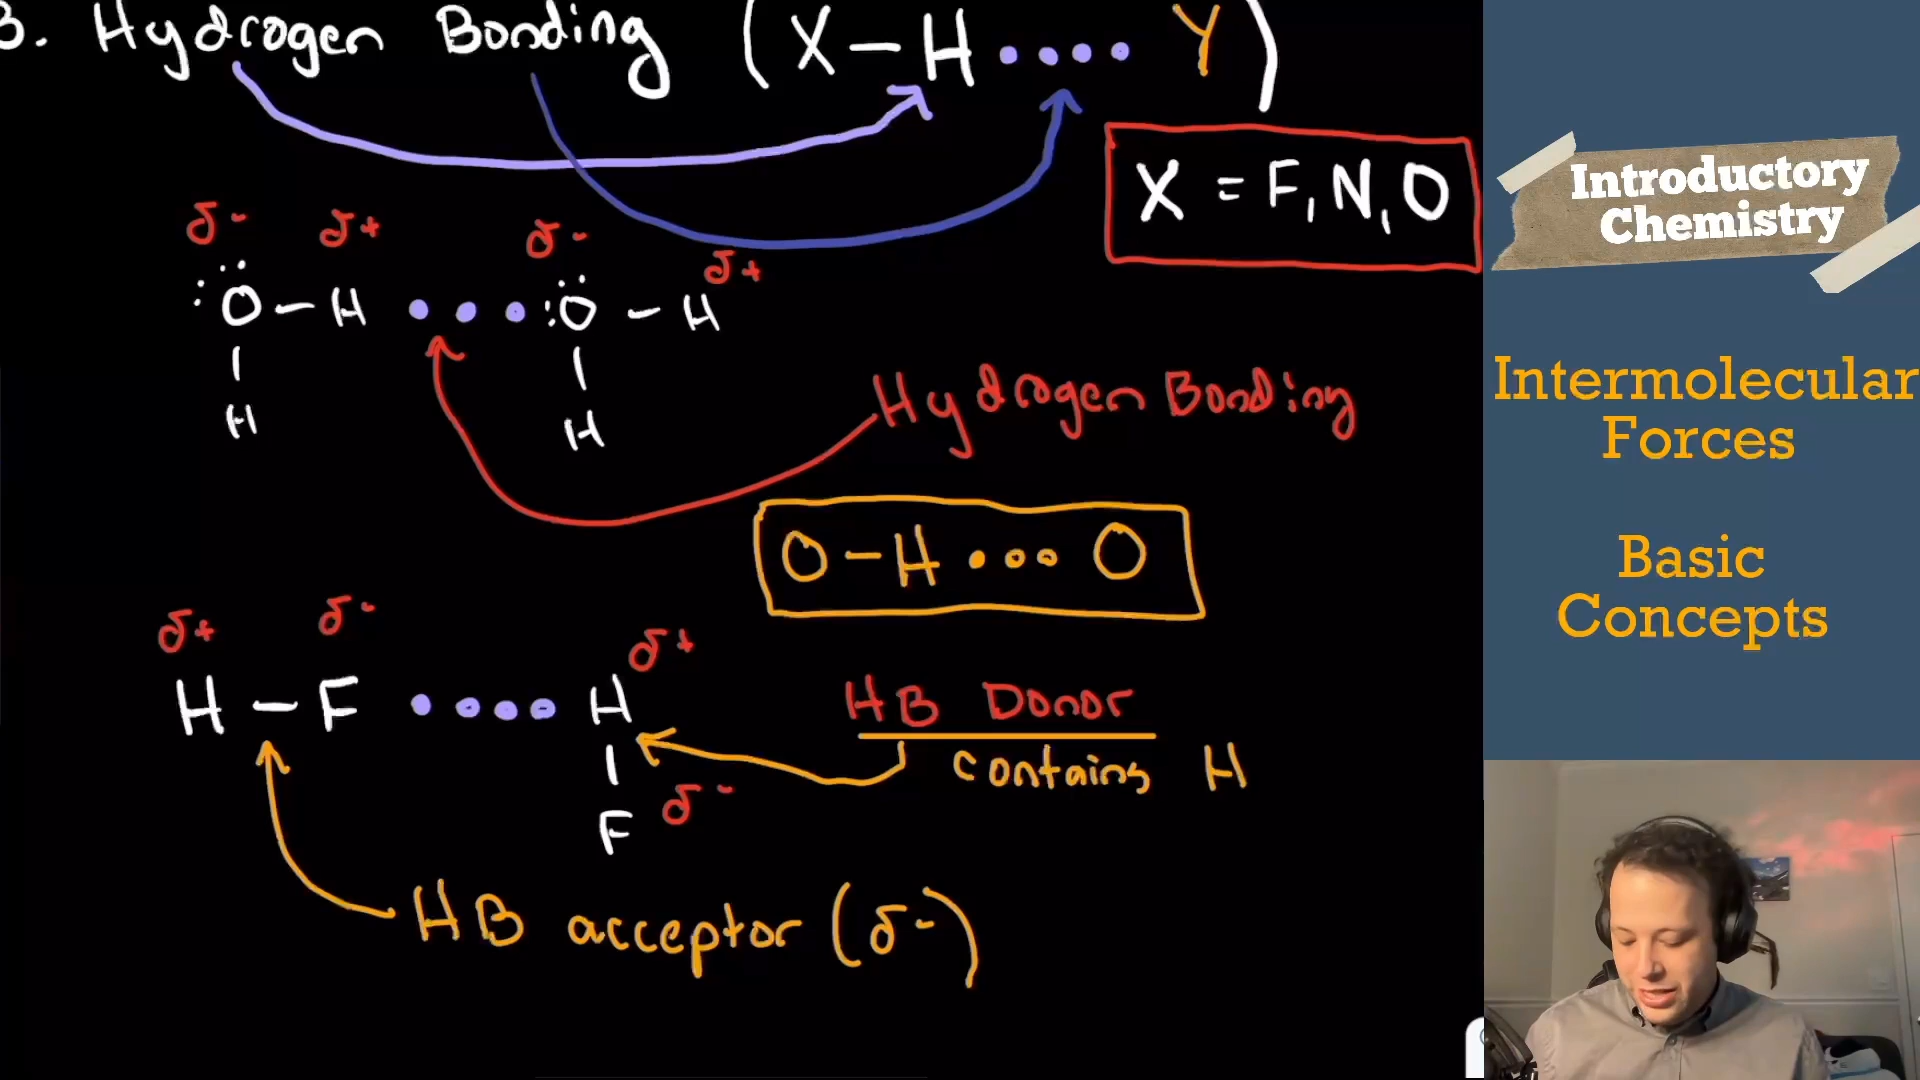 3. Hydrogen Bonding (X-H •••• Y)
X = F, N, O
δ- δ+ δ- δ+
:O-H ••• :O-H
H H
Hydrogen Bonding
O-H ••• O
δ+ δ- δ+
H-F •••• H
F δ-
HB Donor
contains H
HB acceptor (δ-)
Introductory
Chemistry
Intermolecular
Forces
Basic
Concepts